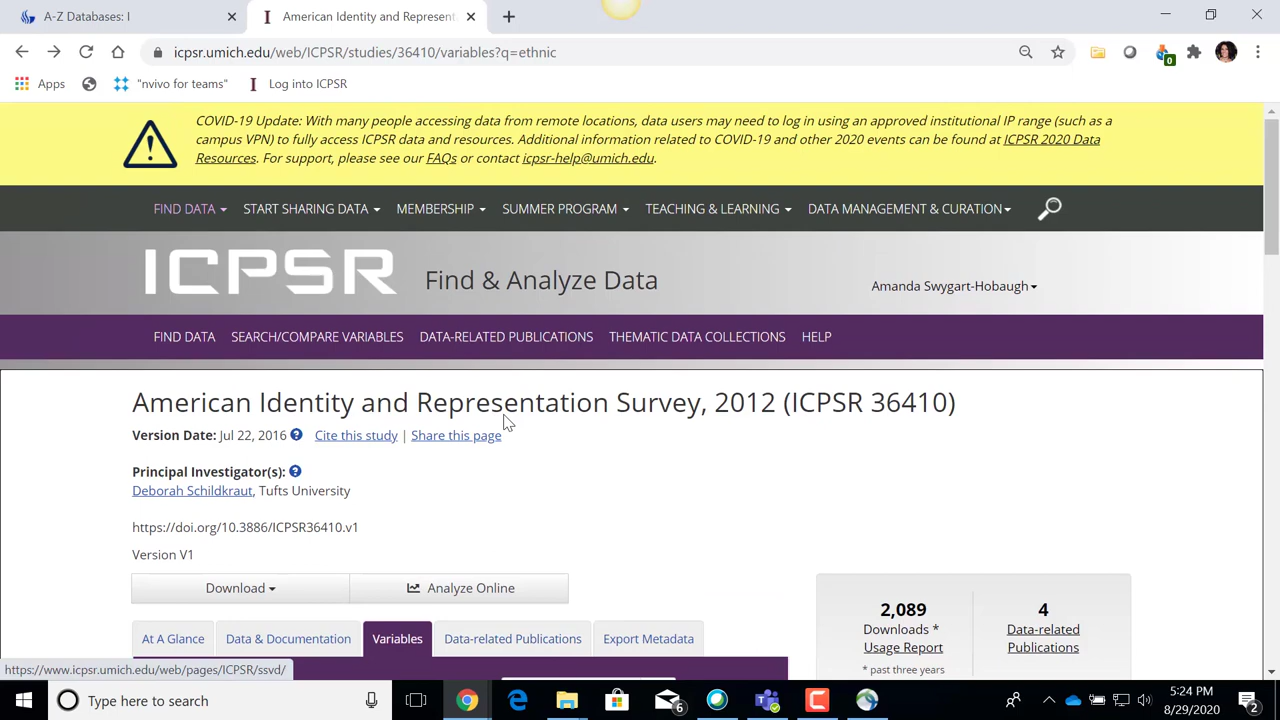 A-Z Databases: I
American Identity and Represent
icpsr.umich.edu/web/ICPSR/studies/36410/variables?q=ethnic
0
Apps
"nvivo for teams"
Log into ICPSR
COVID-19 Update: With many people accessing data from remote locations, data users may need to log in using an approved institutional IP range (such as
campus VPN) to fully access ICPSR data and resources. Additional information related to COVID-19 and other 2020 events can be found at ICPSR 2020 Data
Resources. For support, please see our FAQs or contact icpsr-help@umich.edu.
FIND DATA
START SHARING DATA
MEMBERSHIP
SUMMER PROGRAM
TEACHING & LEARNING
DATA MANAGEMENT & CURATION
ICPSR
Find & Analyze Data
Amanda Swygart-Hobaugh
FIND DATA
SEARCH/COMPARE VARIABLES
DATA-RELATED PUBLICATIONS
THEMATIC DATA COLLECTIONS
HELP
American Identity and Representation Survey, 2012 (ICPSR 36410)
Version Date: Jul 22, 2016 Cite this study | Share this page
Principal Investigator(s):
Deborah Schildkraut, Tufts University
https://doi.org/10.3886/ICPSR36410.v1
Version V1
Download
Analyze Online
2,089
Downloads *
Usage Report
* past three years
4
Data-related
Publications
At A Glance
Data & Documentation
Variables
Data-related Publications
Export Metadata
https://www.icpsr.umich.edu/web/pages/ICPSR/ssvd/
Type here to search
6
5:24 PM
8/29/2020
2